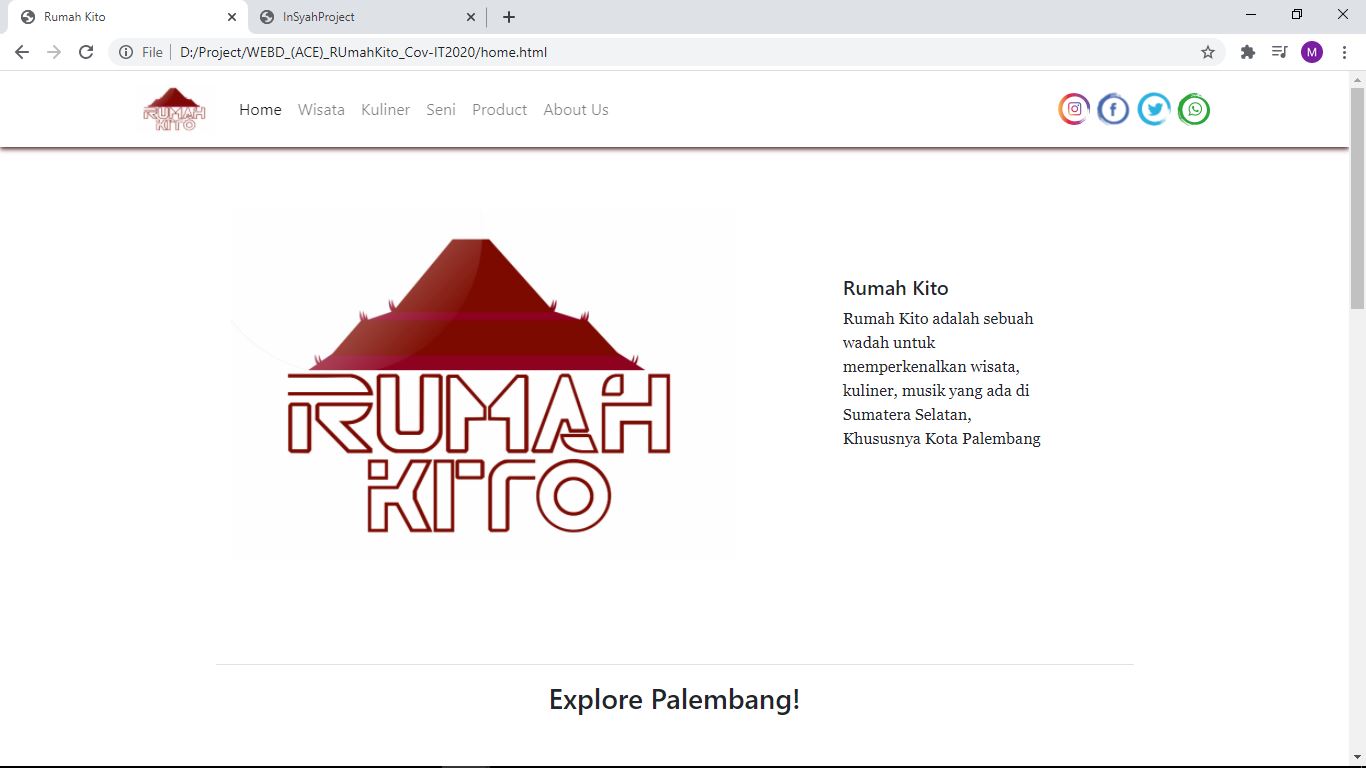 Rumah Kito
InSyahProject
File
D:/Project/WEBD_(ACE)_RUmahKito_Cov-IT2020/home.html
M
RUMAH
KITO
Home Wisata Kuliner Seni Product About Us
RUMAH
KITO
Rumah Kito
Rumah Kito adalah sebuah
wadah untuk
memperkenalkan wisata,
kuliner, musik yang ada di
Sumatera Selatan,
Khususnya Kota Palembang
Explore Palembang!